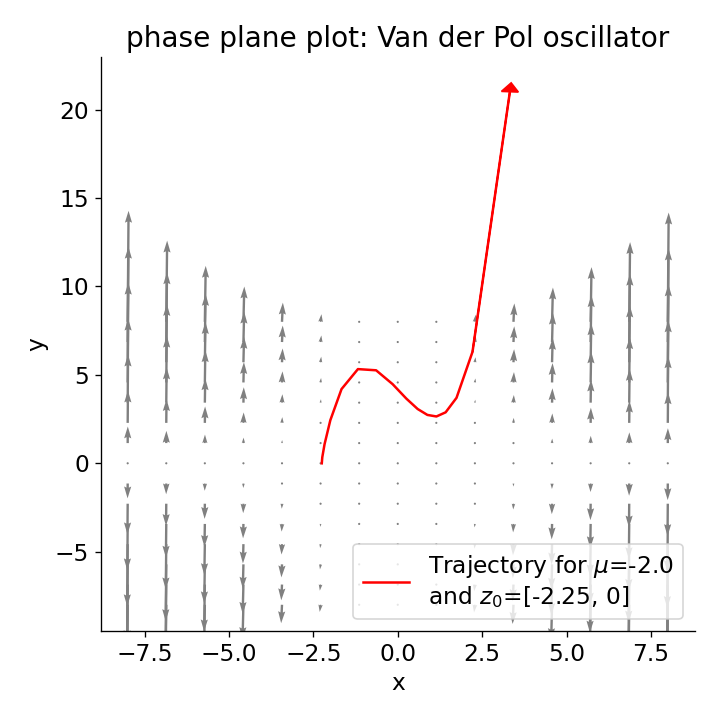 phase plane plot: Van der Pol oscillator
y
20
15
10
5
0
−5
Trajectory for μ=-2.0
and z₀=[-2.25, 0]
−7.5 −5.0 −2.5 0.0 2.5 5.0 7.5
x